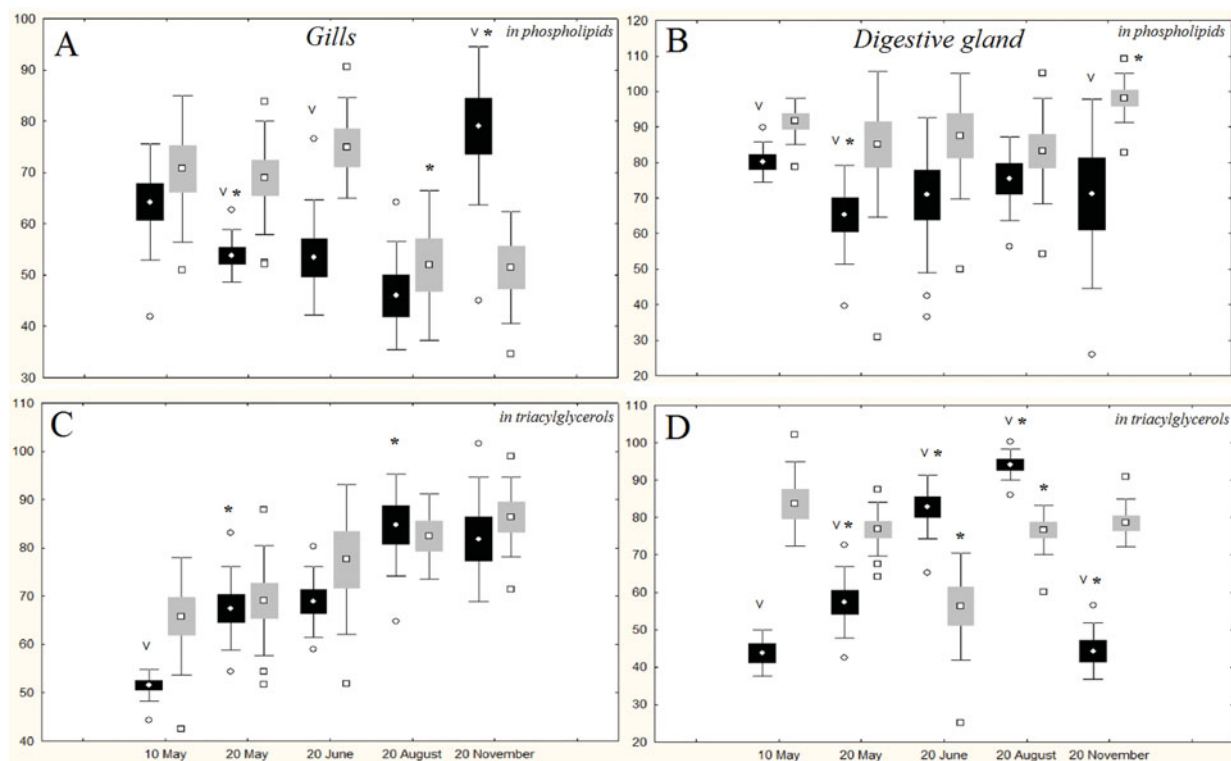 A Gills in phospholipids
100
90
80
70
60
50
40
30
v *
v *
v
*
B Digestive gland in phospholipids
120
110
100
90
80
70
60
50
40
30
20
v
v *
v
*
C in triacylglycerols
110
100
90
80
70
60
50
40
v
*
*
10 May 20 May 20 June 20 August 20 November
D in triacylglycerols
110
100
90
80
70
60
50
40
30
20
v
v *
v *
*
v *
*
v *
10 May 20 May 20 June 20 August 20 November